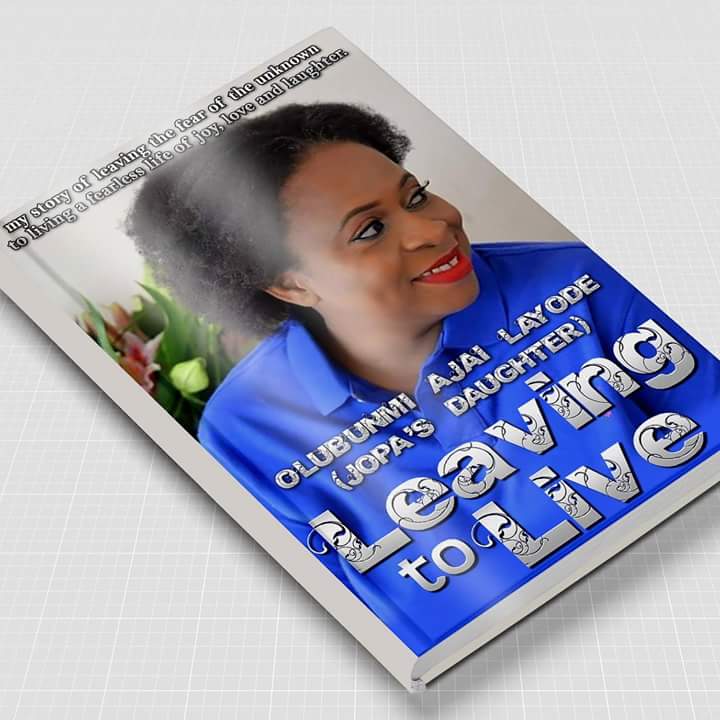 my story of leaving the fear of the unknown
to living a fearless life of joy, love and laughter.
OLUBUNMI AJAI LAYODE
(JOPA'S DAUGHTER)
Leaving
to Live